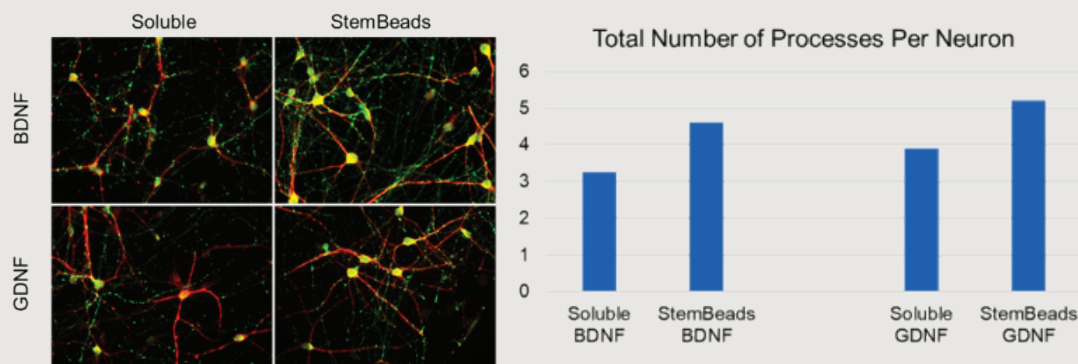 Soluble StemBeads
BDNF
GDNF
Total Number of Processes Per Neuron
6
5
4
3
2
1
0
Soluble BDNF
StemBeads BDNF
Soluble GDNF
StemBeads GDNF